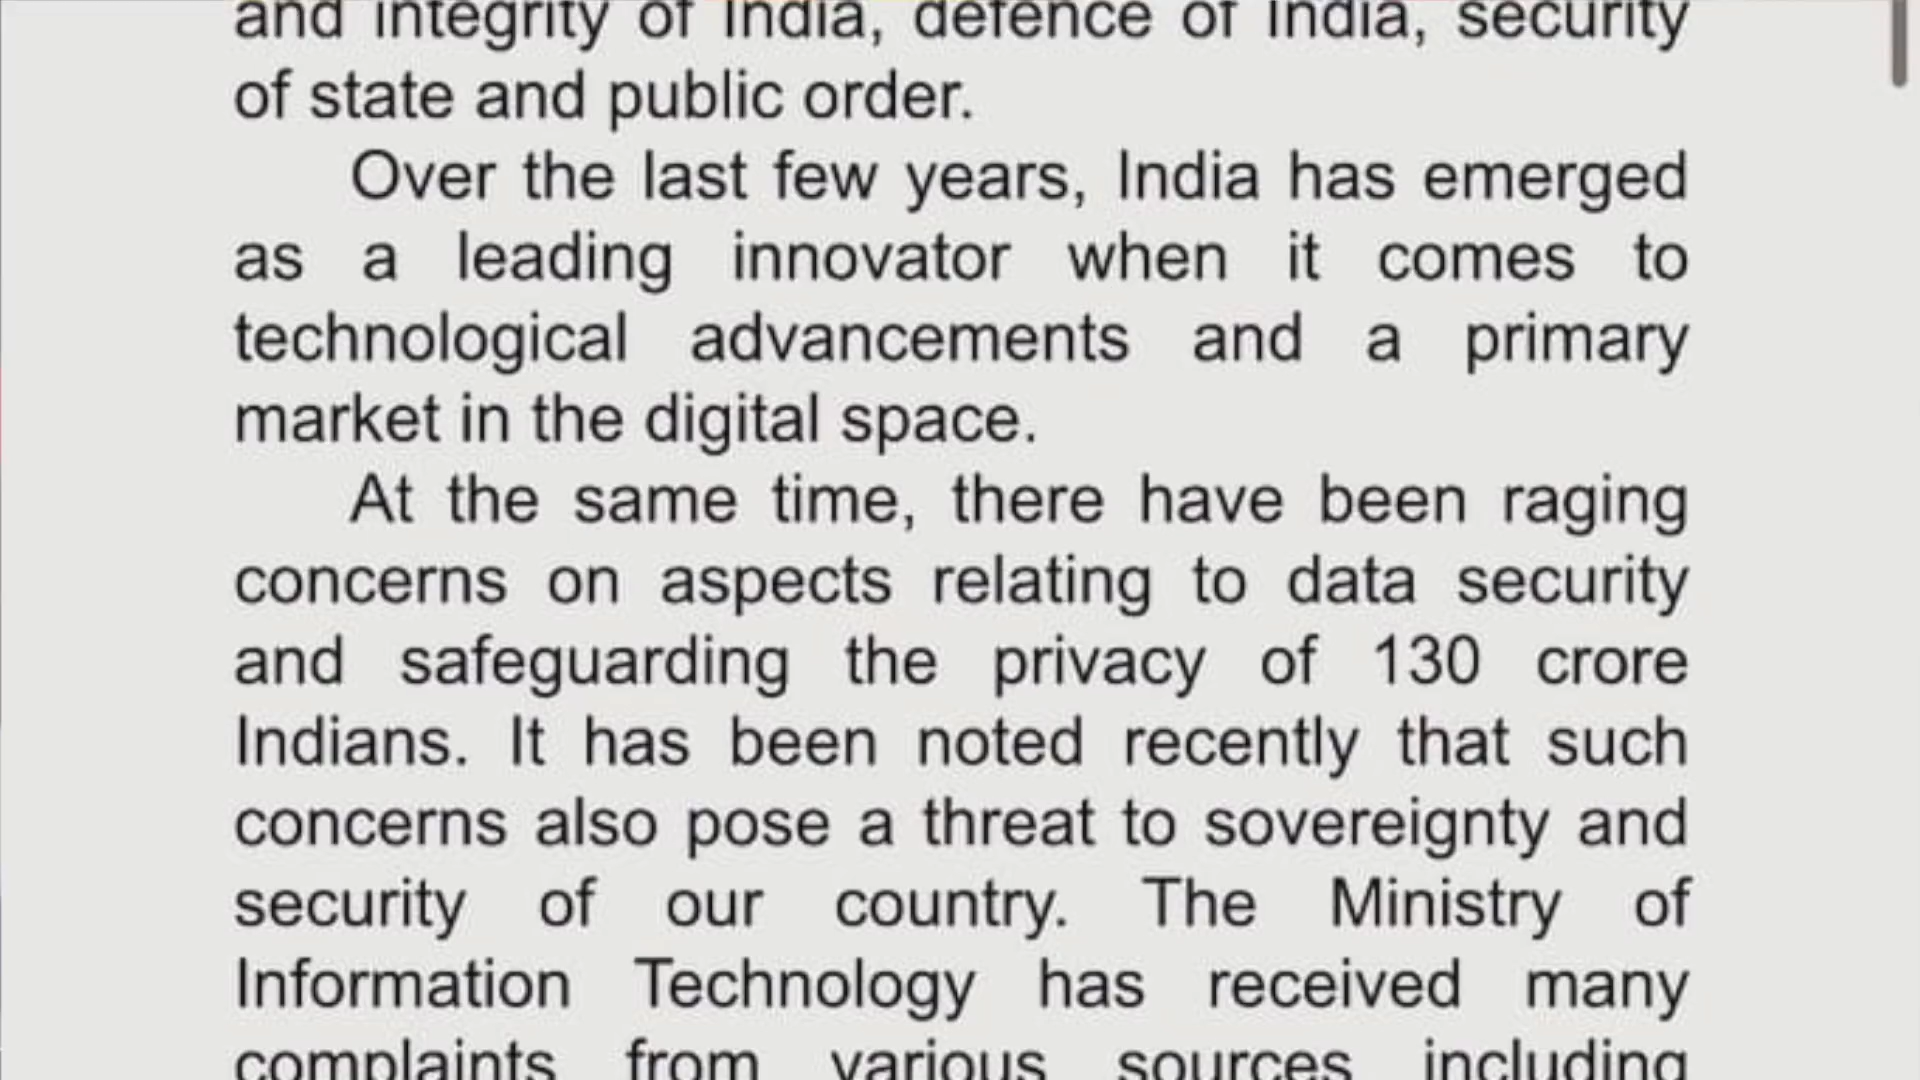 and integrity of India, defence of India, security
of state and public order.
Over the last few years, India has emerged
as a leading innovator when it comes to
technological advancements and a primary
market in the digital space.
At the same time, there have been raging
concerns on aspects relating to data security
and safeguarding the privacy of 130 crore
Indians. It has been noted recently that such
concerns also pose a threat to sovereignty and
security of our country. The Ministry of
Information Technology has received many
complaints from various sources including